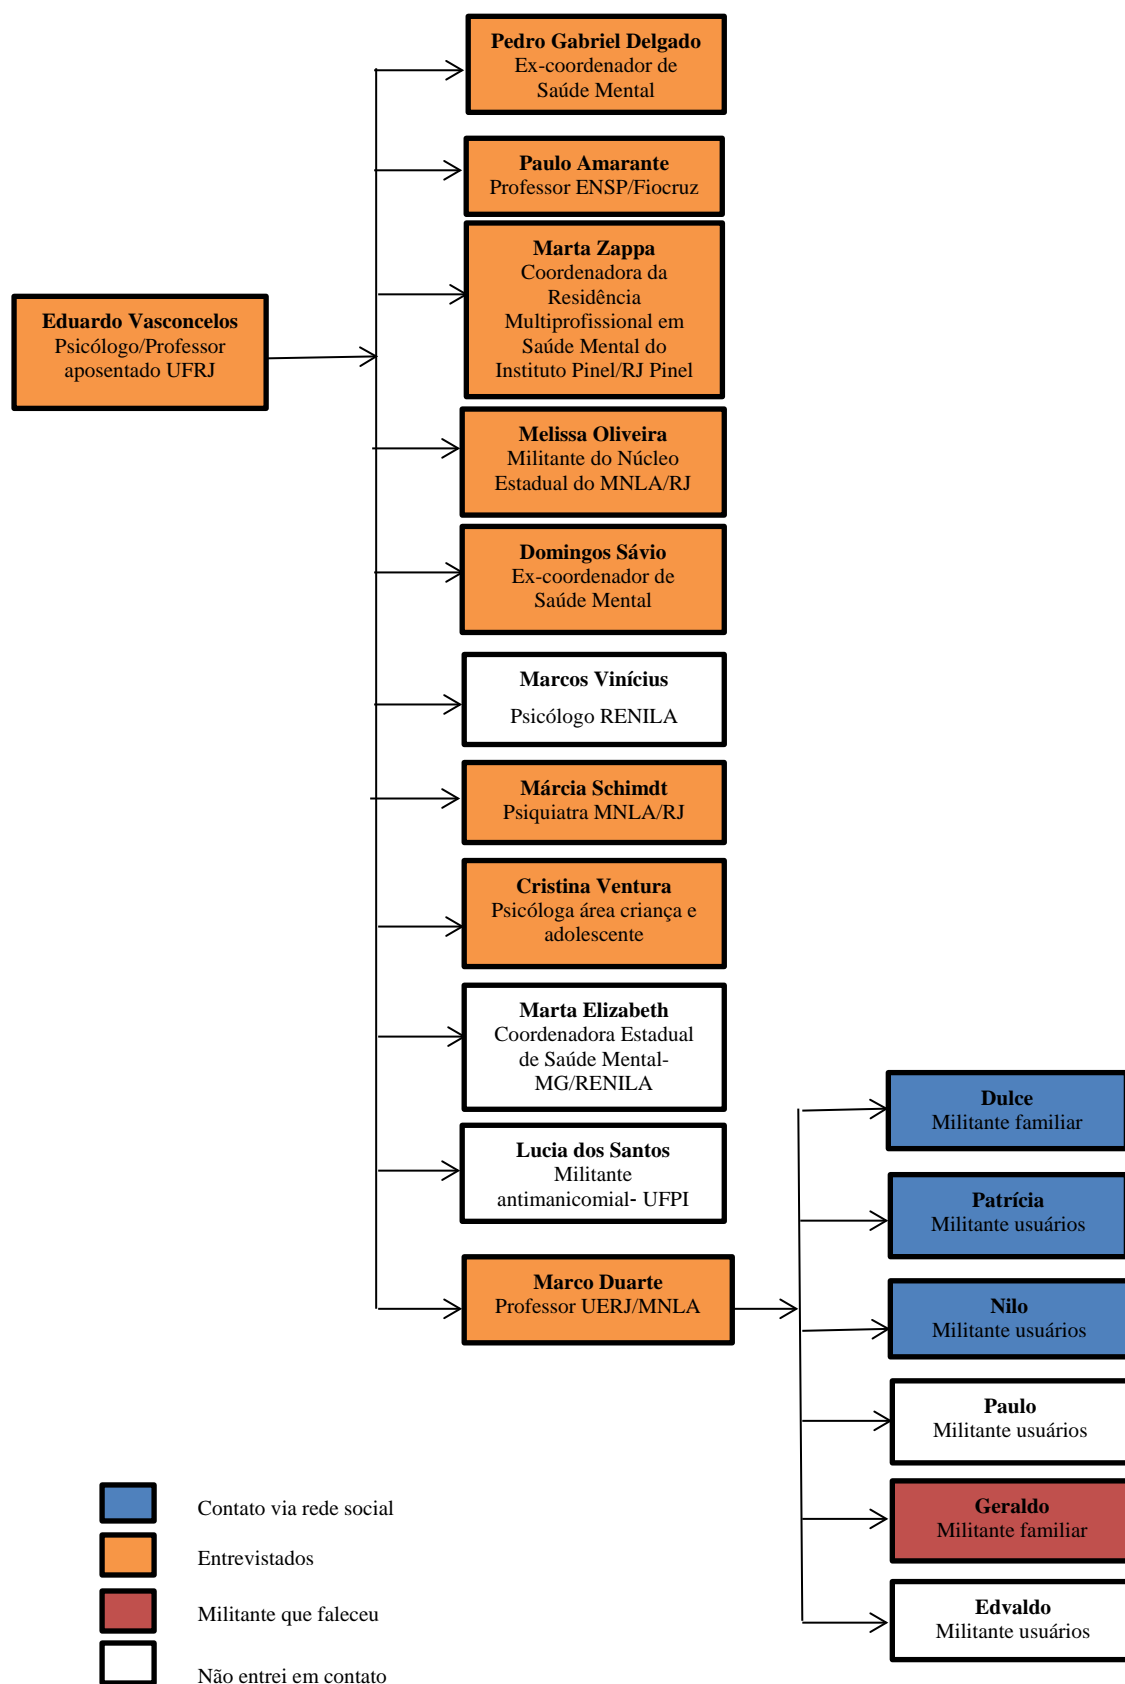 Pedro Gabriel Delgado
Ex-coordenador de
Saúde Mental
Paulo Amarante
Professor ENSP/Fiocruz
Marta Zappa
Coordenadora da
Residência
Multiprofissional em
Saúde Mental do
Instituto Pinel/RJ Pinel
Eduardo Vasconcelos
Psicólogo/Professor
aposentado UFRJ
Melissa Oliveira
Militante do Núcleo
Estadual do MNLA/RJ
Domingos Sávio
Ex-coordenador de
Saúde Mental
Marcos Vinícius
Psicólogo RENILA
Márcia Schimdt
Psiquiatra MNLA/RJ
Cristina Ventura
Psicóloga área criança e
adolescente
Marta Elizabeth
Coordenadora Estadual
de Saúde Mental-
MG/RENILA
Lucia dos Santos
Militante
antimanicomial- UFPI
Marco Duarte
Professor UERJ/MNLA
Dulce
Militante familiar
Patrícia
Militante usuários
Nilo
Militante usuários
Paulo
Militante usuários
Geraldo
Militante familiar
Edvaldo
Militante usuários
Contato via rede social
Entrevistados
Militante que faleceu
Não entrei em contato